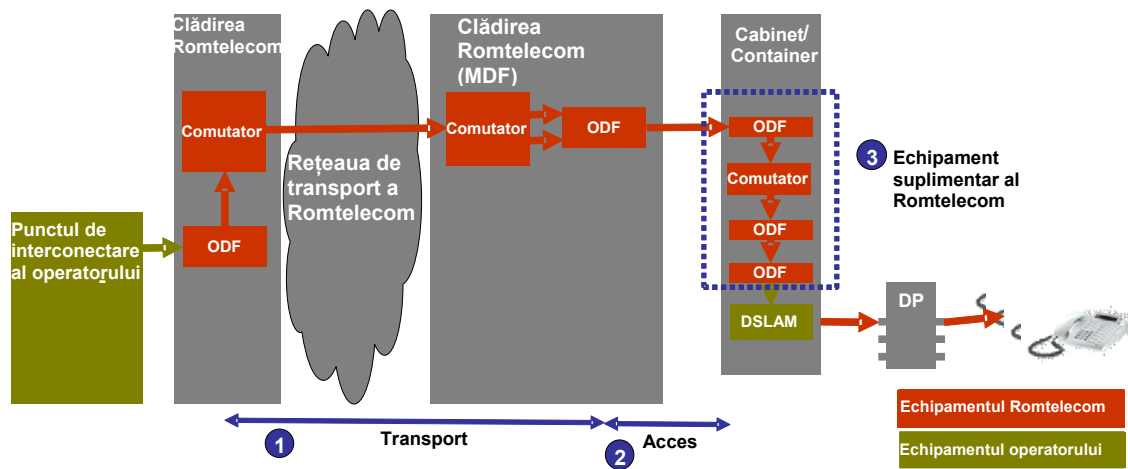 Clădirea
Romtelecom
Clădirea
Romtelecom
(MDF)
Cabinet/
Container
Comutator
Comutator
ODF
ODF
Comutator
ODF
ODF
DSLAM
Rețeaua de
transport a
Romtelecom
3 Echipament
suplimentar al
Romtelecom
Punctul de
interconectare
al operatorului
ODF
DP
1
Transport
2
Acces
Echipamentul Romtelecom
Echipamentul operatorului